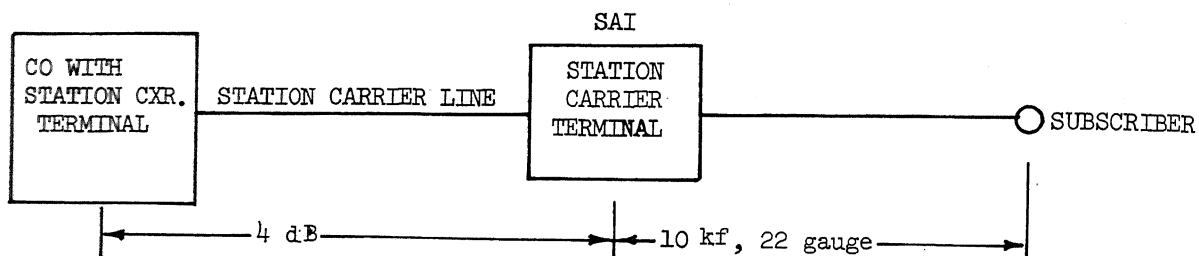 SAI
CO WITH
STATION CXR.
TERMINAL
STATION CARRIER LINE
STATION
CARRIER
TERMINAL
SUBSCRIBER
4 dB
10 kf, 22 gauge